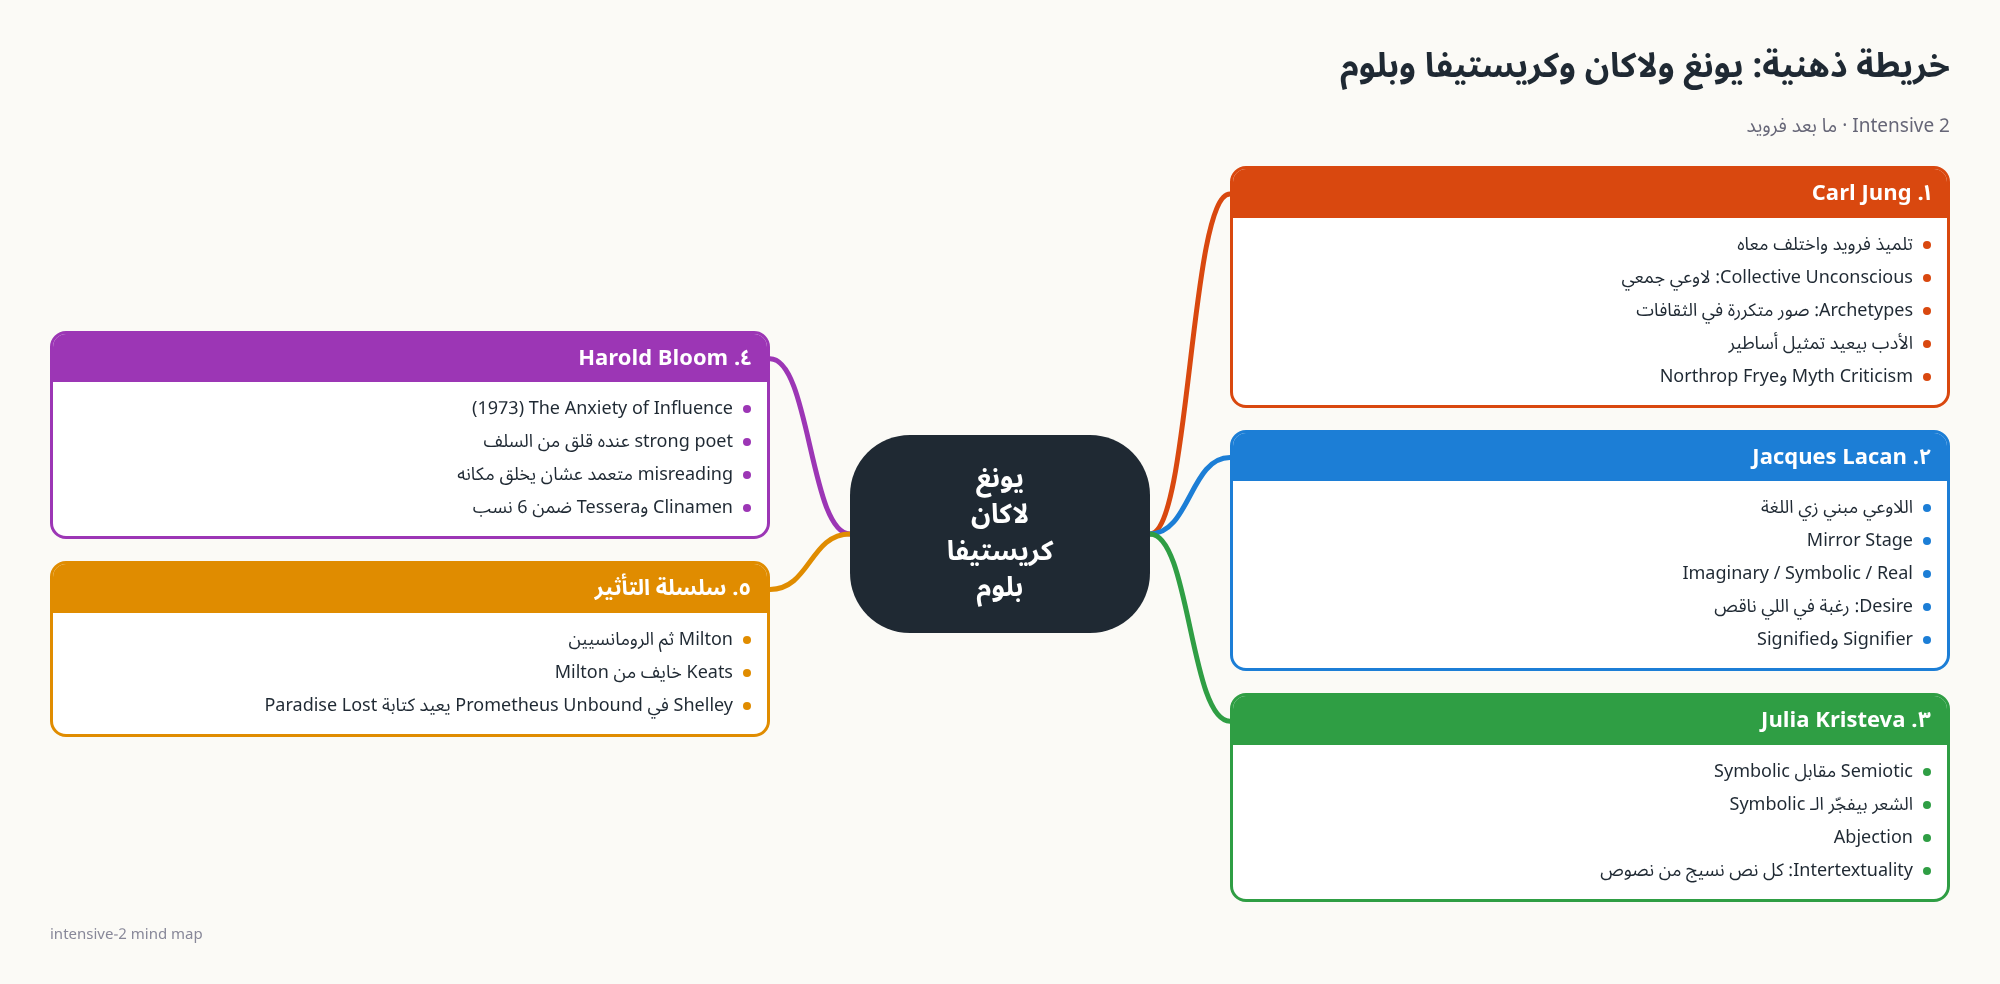 خريطة ذهنية: يونغ ولاكان وكريستيفا وبلوم
Intensive 2 · ما بعد فرويد
١. Carl Jung
تلميذ فرويد واختلف معاه
Collective Unconscious: لاوعي جمعي
Archetypes: صور متكررة في الثقافات
الأدب بيعيد تمثيل أساطير
Myth Criticism وNorthrop Frye
٢. Jacques Lacan
اللاوعي مبني زي اللغة
Mirror Stage
Imaginary / Symbolic / Real
Desire: رغبة في اللي ناقص
Signifier وSignified
٣. Julia Kristeva
Semiotic مقابل Symbolic
الشعر بيفجّر الـ Symbolic
Abjection
Intertextuality: كل نص نسيج من نصوص
يونغ
لاكان
كريستيفا
بلوم
٤. Harold Bloom
The Anxiety of Influence (1973)
strong poet عنده قلق من السلف
misreading متعمد عشان يخلق مكانه
Clinamen وTessera ضمن 6 نسب
٥. سلسلة التأثير
Milton ثم الرومانسيين
Keats خايف من Milton
Shelley في Prometheus Unbound يعيد كتابة Paradise Lost
intensive-2 mind map